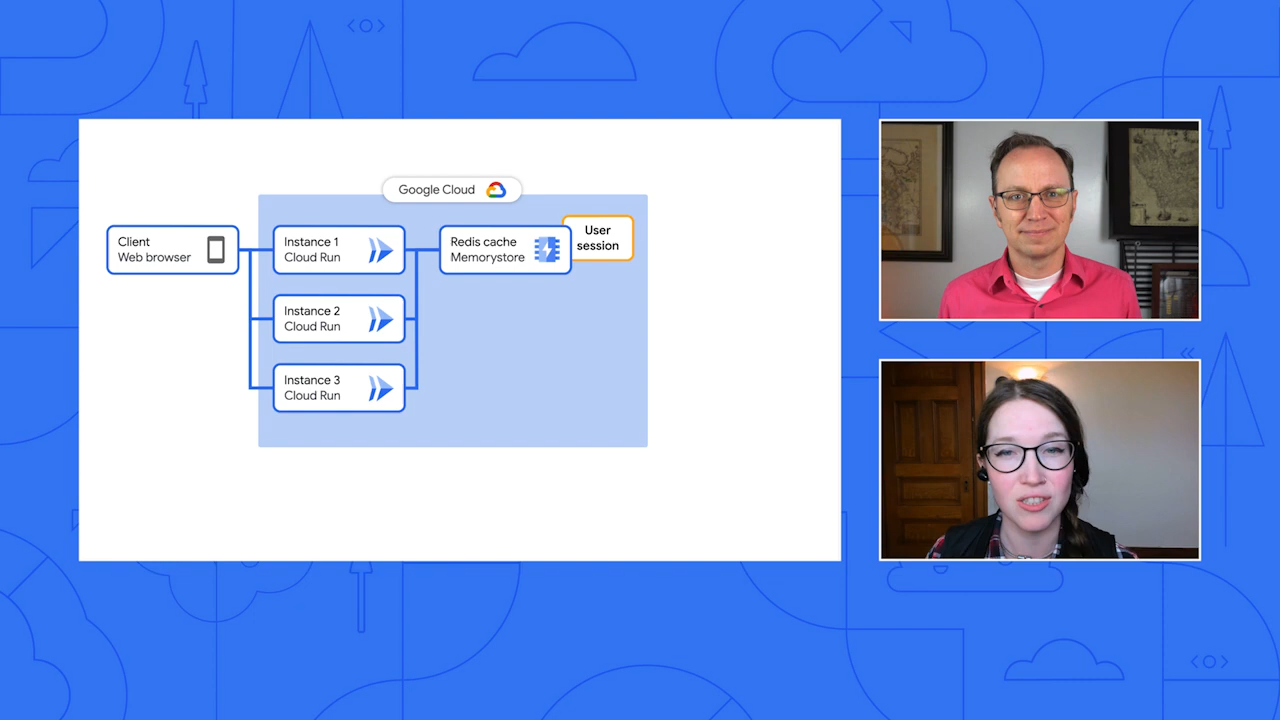 Google Cloud
Client
Web browser
Instance 1
Cloud Run
Redis cache
Memorystore
User
session
Instance 2
Cloud Run
Instance 3
Cloud Run